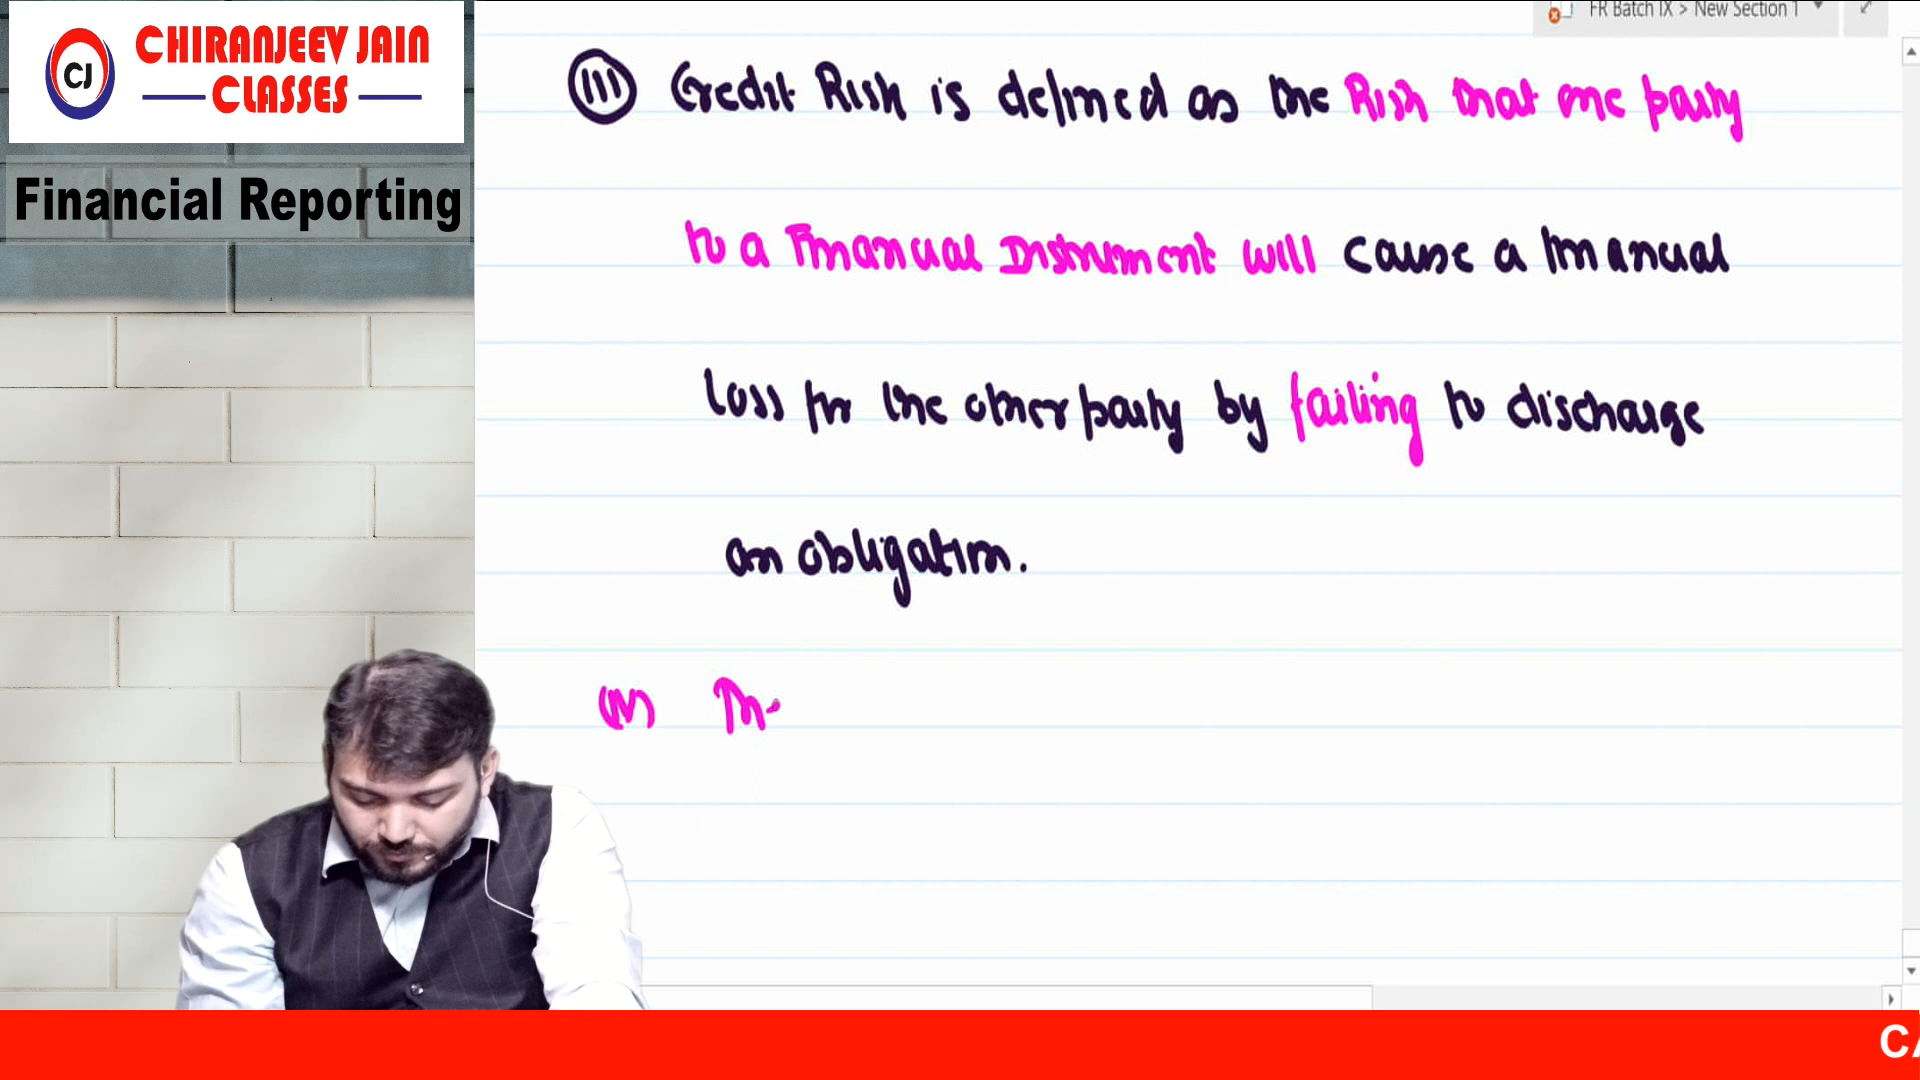 CHIRANJEEV JAIN
CJ
CLASSES
Financial Reporting
FR Batch IX > New Section 1
(III) Credit Risk is defined as the Risk that one party
to a Financial Instrument will cause a financial
loss for the other party by failing to discharge
an obligation.
CA